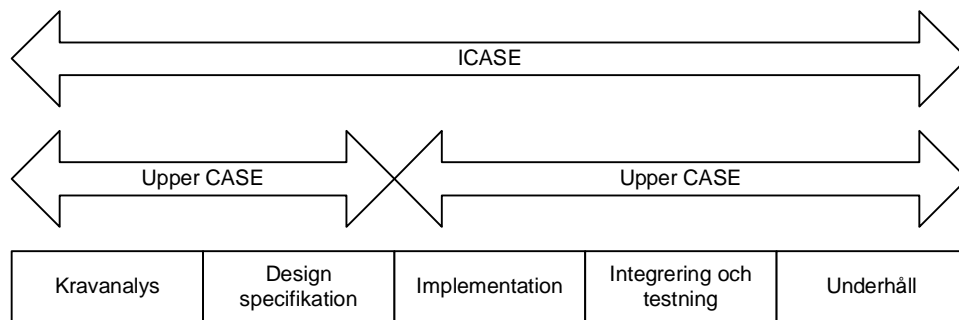 ICASE
Upper CASE
Upper CASE
Kravanalys
Design
specifikation
Implementation
Integrering och
testning
Underhåll